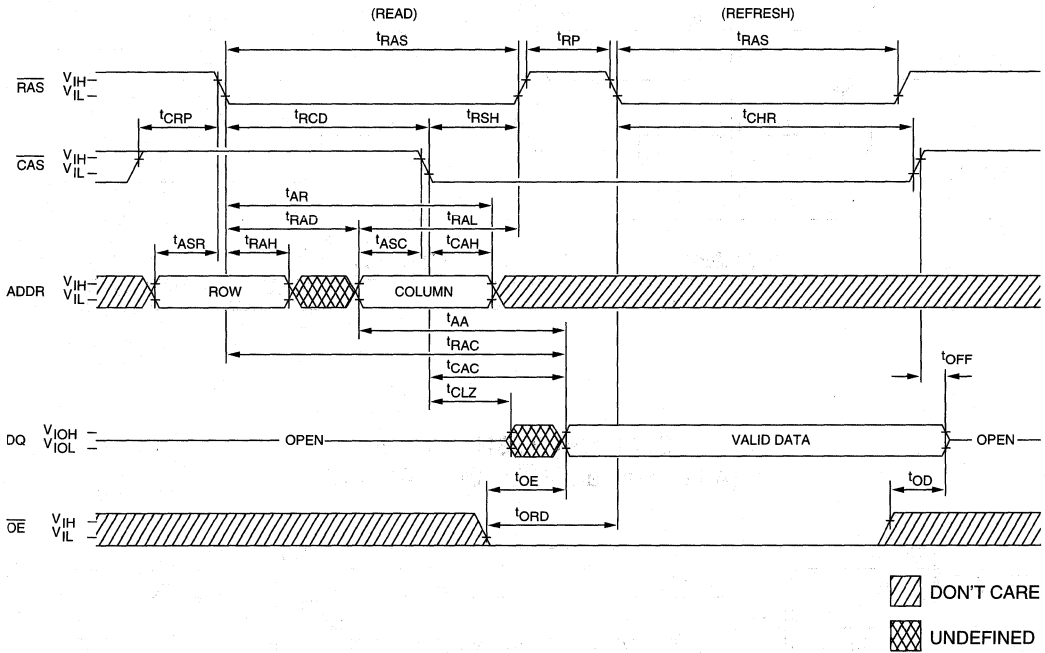 (READ) (REFRESH)
tRAS tRP tRAS
RAS VIH VIL
tCRP tRCD tRSH tCHR
CAS VIH VIL
tAR
tRAD tRAL
tASR tRAH tASC tCAH
ADDR VIH VIL ROW COLUMN
tAA
tRAC
tCAC tOFF
tCLZ
DQ VIOH VIOL OPEN VALID DATA OPEN
tOE tOD
tORD
OE VIH VIL
DON'T CARE
UNDEFINED